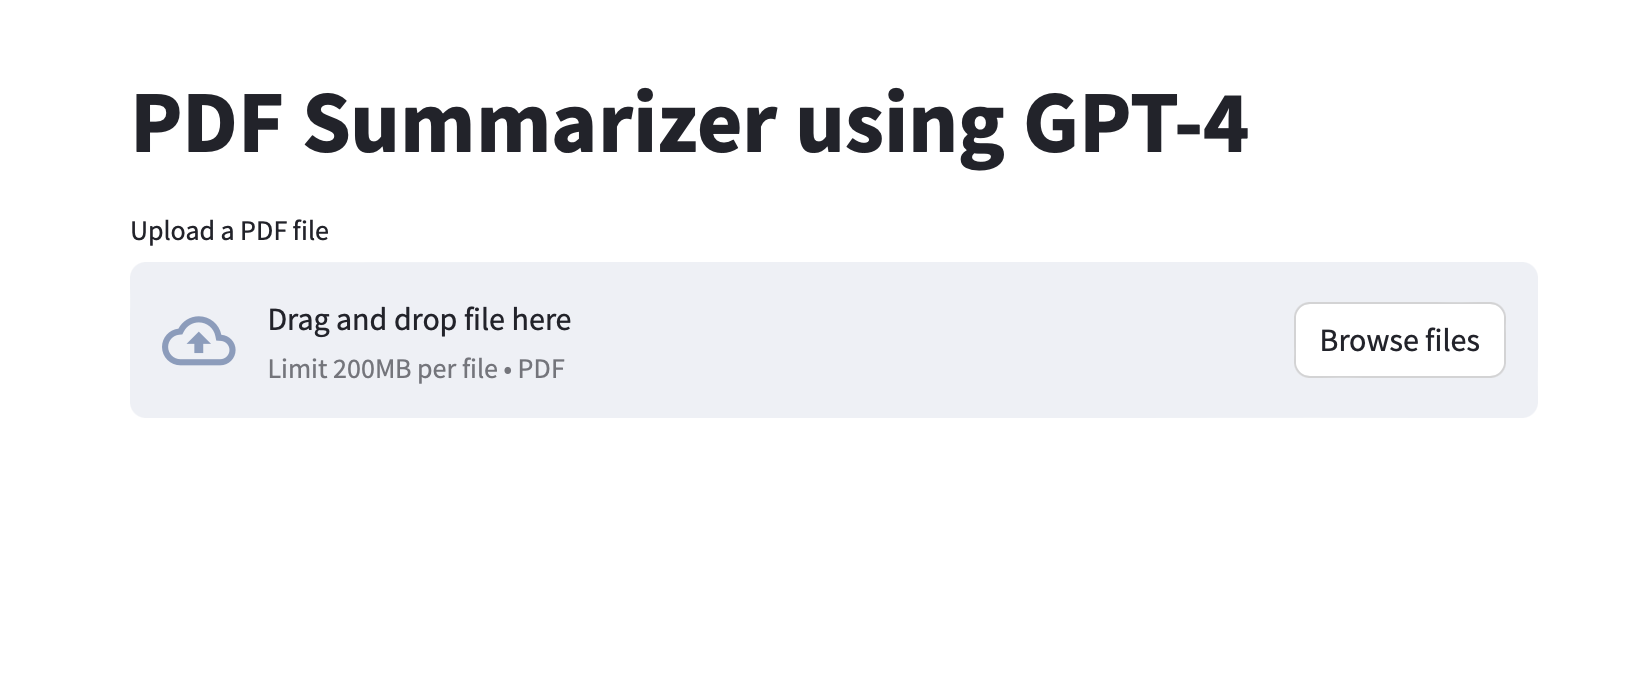 PDF Summarizer using GPT-4
Upload a PDF file
Drag and drop file here
Limit 200MB per file • PDF
Browse files